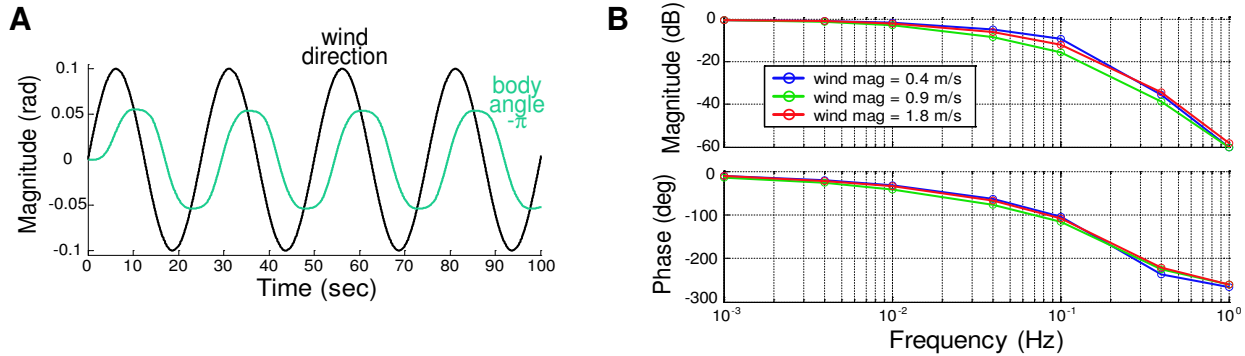 A
wind
direction
body
angle
-π
Magnitude (rad)
0.1
0.05
0
-0.05
-0.1
0 10 20 30 40 50 60 70 80 90 100
Time (sec)
B
Magnitude (dB)
0
-20
-40
-60
wind mag = 0.4 m/s
wind mag = 0.9 m/s
wind mag = 1.8 m/s
Phase (deg)
0
-100
-200
-300
10⁻³ 10⁻² 10⁻¹ 10⁰
Frequency (Hz)